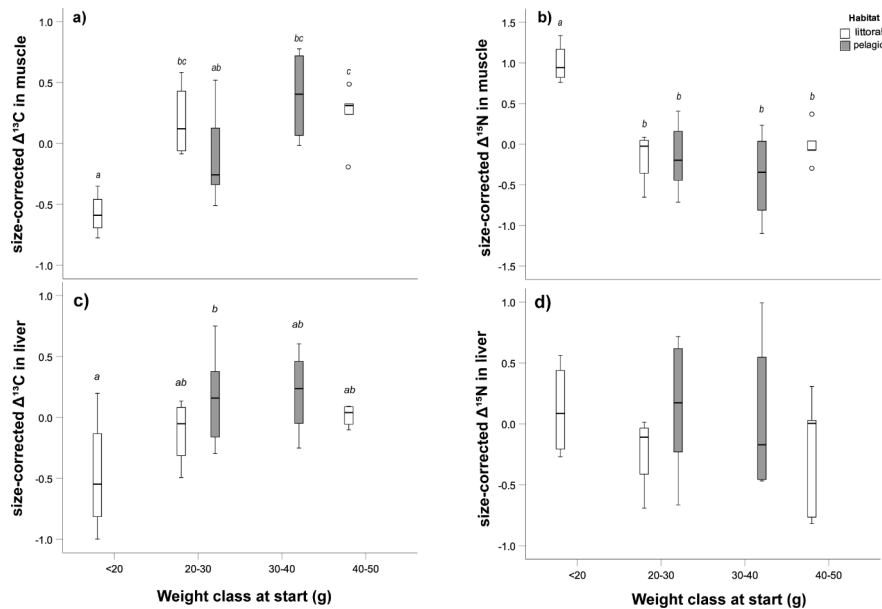 a)
size-corrected Δ¹³C in muscle
1.0
0.5
0.0
-0.5
-1.0
a
bc
ab
bc
c
b)
Habitat
littoral
pelagic
size-corrected Δ¹⁵N in muscle
1.5
1.0
0.5
0.0
-0.5
-1.0
-1.5
a
b
b
b
b
c)
size-corrected Δ¹³C in liver
1.0
0.5
0.0
-0.5
-1.0
a
ab
b
ab
ab
<20
20-30
30-40
40-50
Weight class at start (g)
d)
size-corrected Δ¹⁵N in liver
1.0
0.5
0.0
-0.5
-1.0
<20
20-30
30-40
40-50
Weight class at start (g)